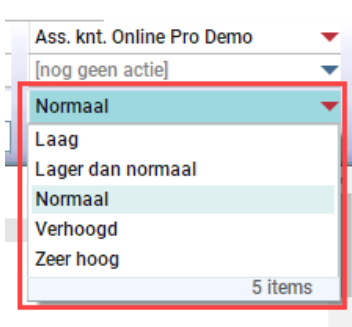 Ass. knt. Online Pro Demo
[nog geen actie]
Normaal
Laag
Lager dan normaal
Normaal
Verhoogd
Zeer hoog
5 items